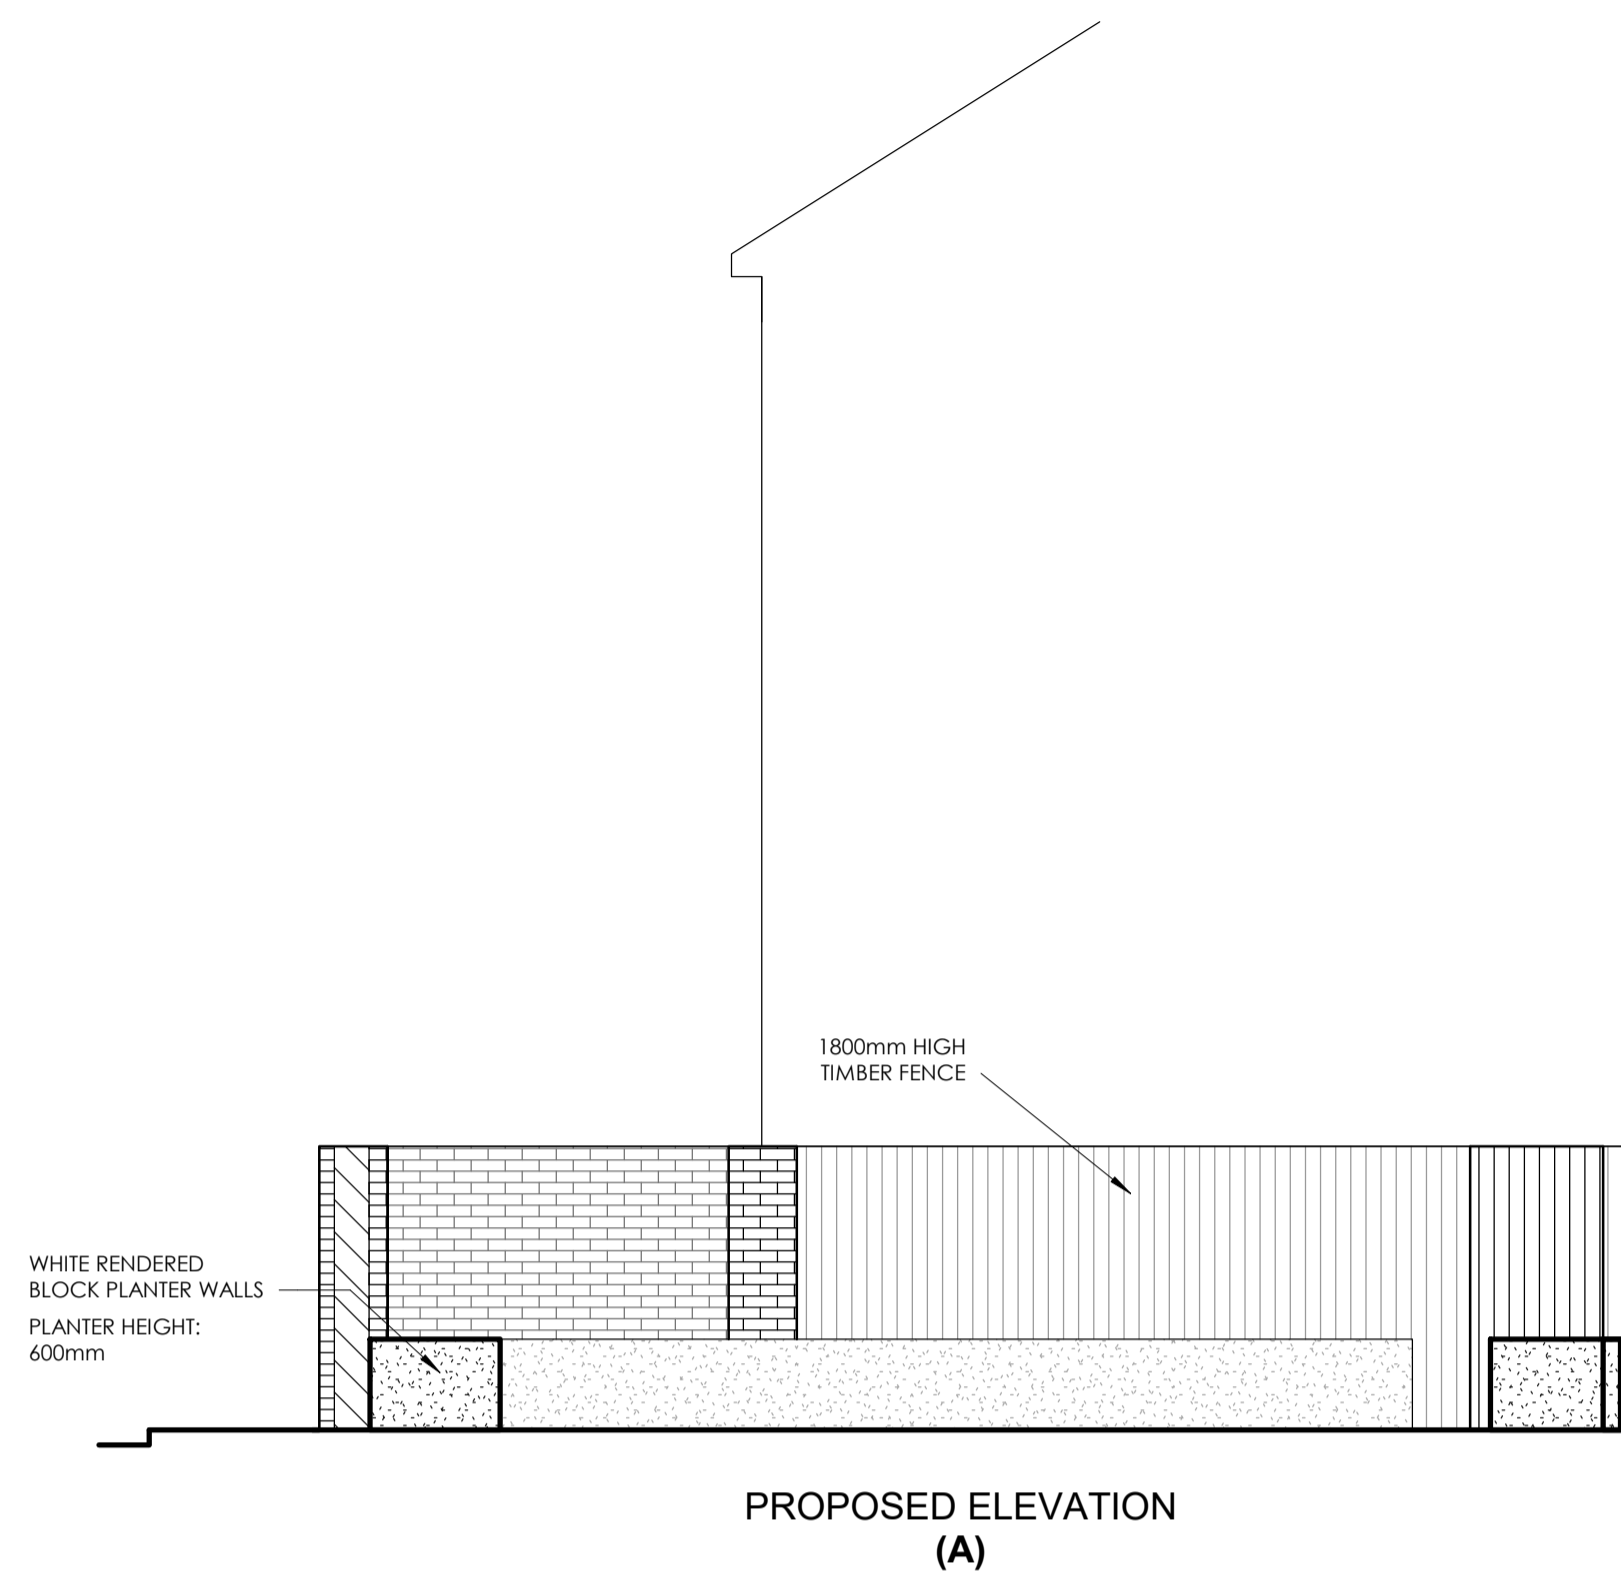 1800mm HIGH
TIMBER FENCE
WHITE RENDERED
BLOCK PLANTER WALLS
PLANTER HEIGHT:
600mm
PROPOSED ELEVATION
(A)